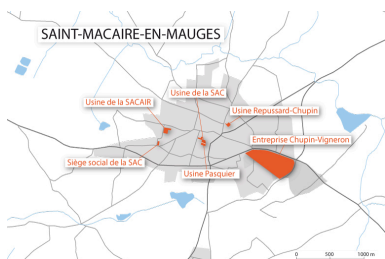 SAINT-MACAIRE-EN-MAUGES
Usine de la SAC
Usine de la SACAIR
Usine Repussard-Chupin
Entreprise Chupin-Vigneron
Siège social de la SAC
Usine Pasquier
0 500 1000 m